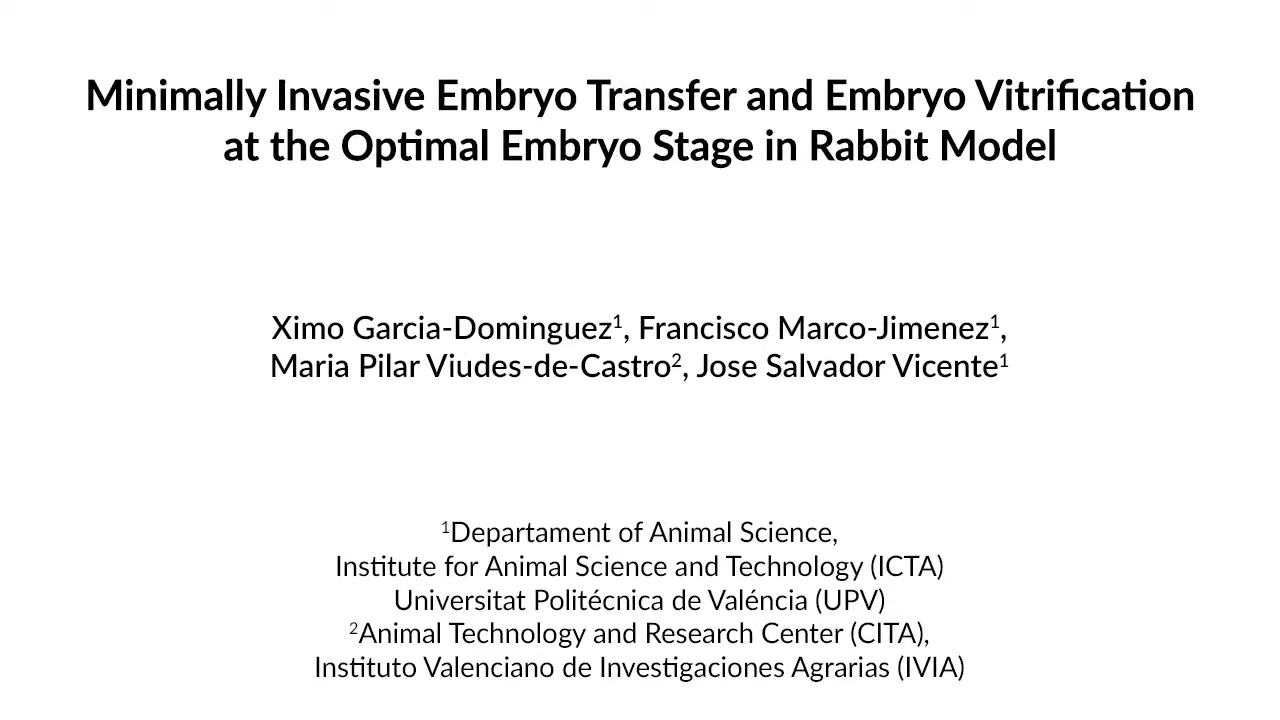 Minimally Invasive Embryo Transfer and Embryo Vitrification
at the Optimal Embryo Stage in Rabbit Model
Ximo Garcia-Dominguez¹, Francisco Marco-Jimenez¹,
Maria Pilar Viudes-de-Castro², Jose Salvador Vicente¹
¹Departament of Animal Science,
Institute for Animal Science and Technology (ICTA)
Universitat Politécnica de Valéncia (UPV)
²Animal Technology and Research Center (CITA),
Instituto Valenciano de Investigaciones Agrarias (IVIA)